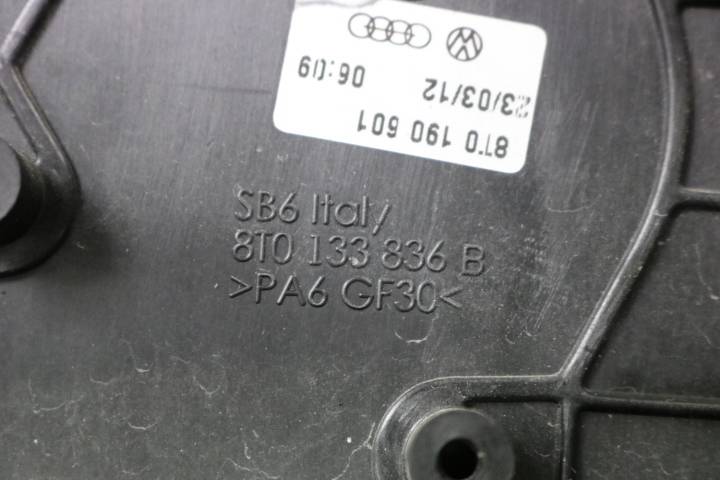 8T0 190 601
23/03/12 06:09
SB6 Italy
8T0 133 836 B
>PA6 GF30<